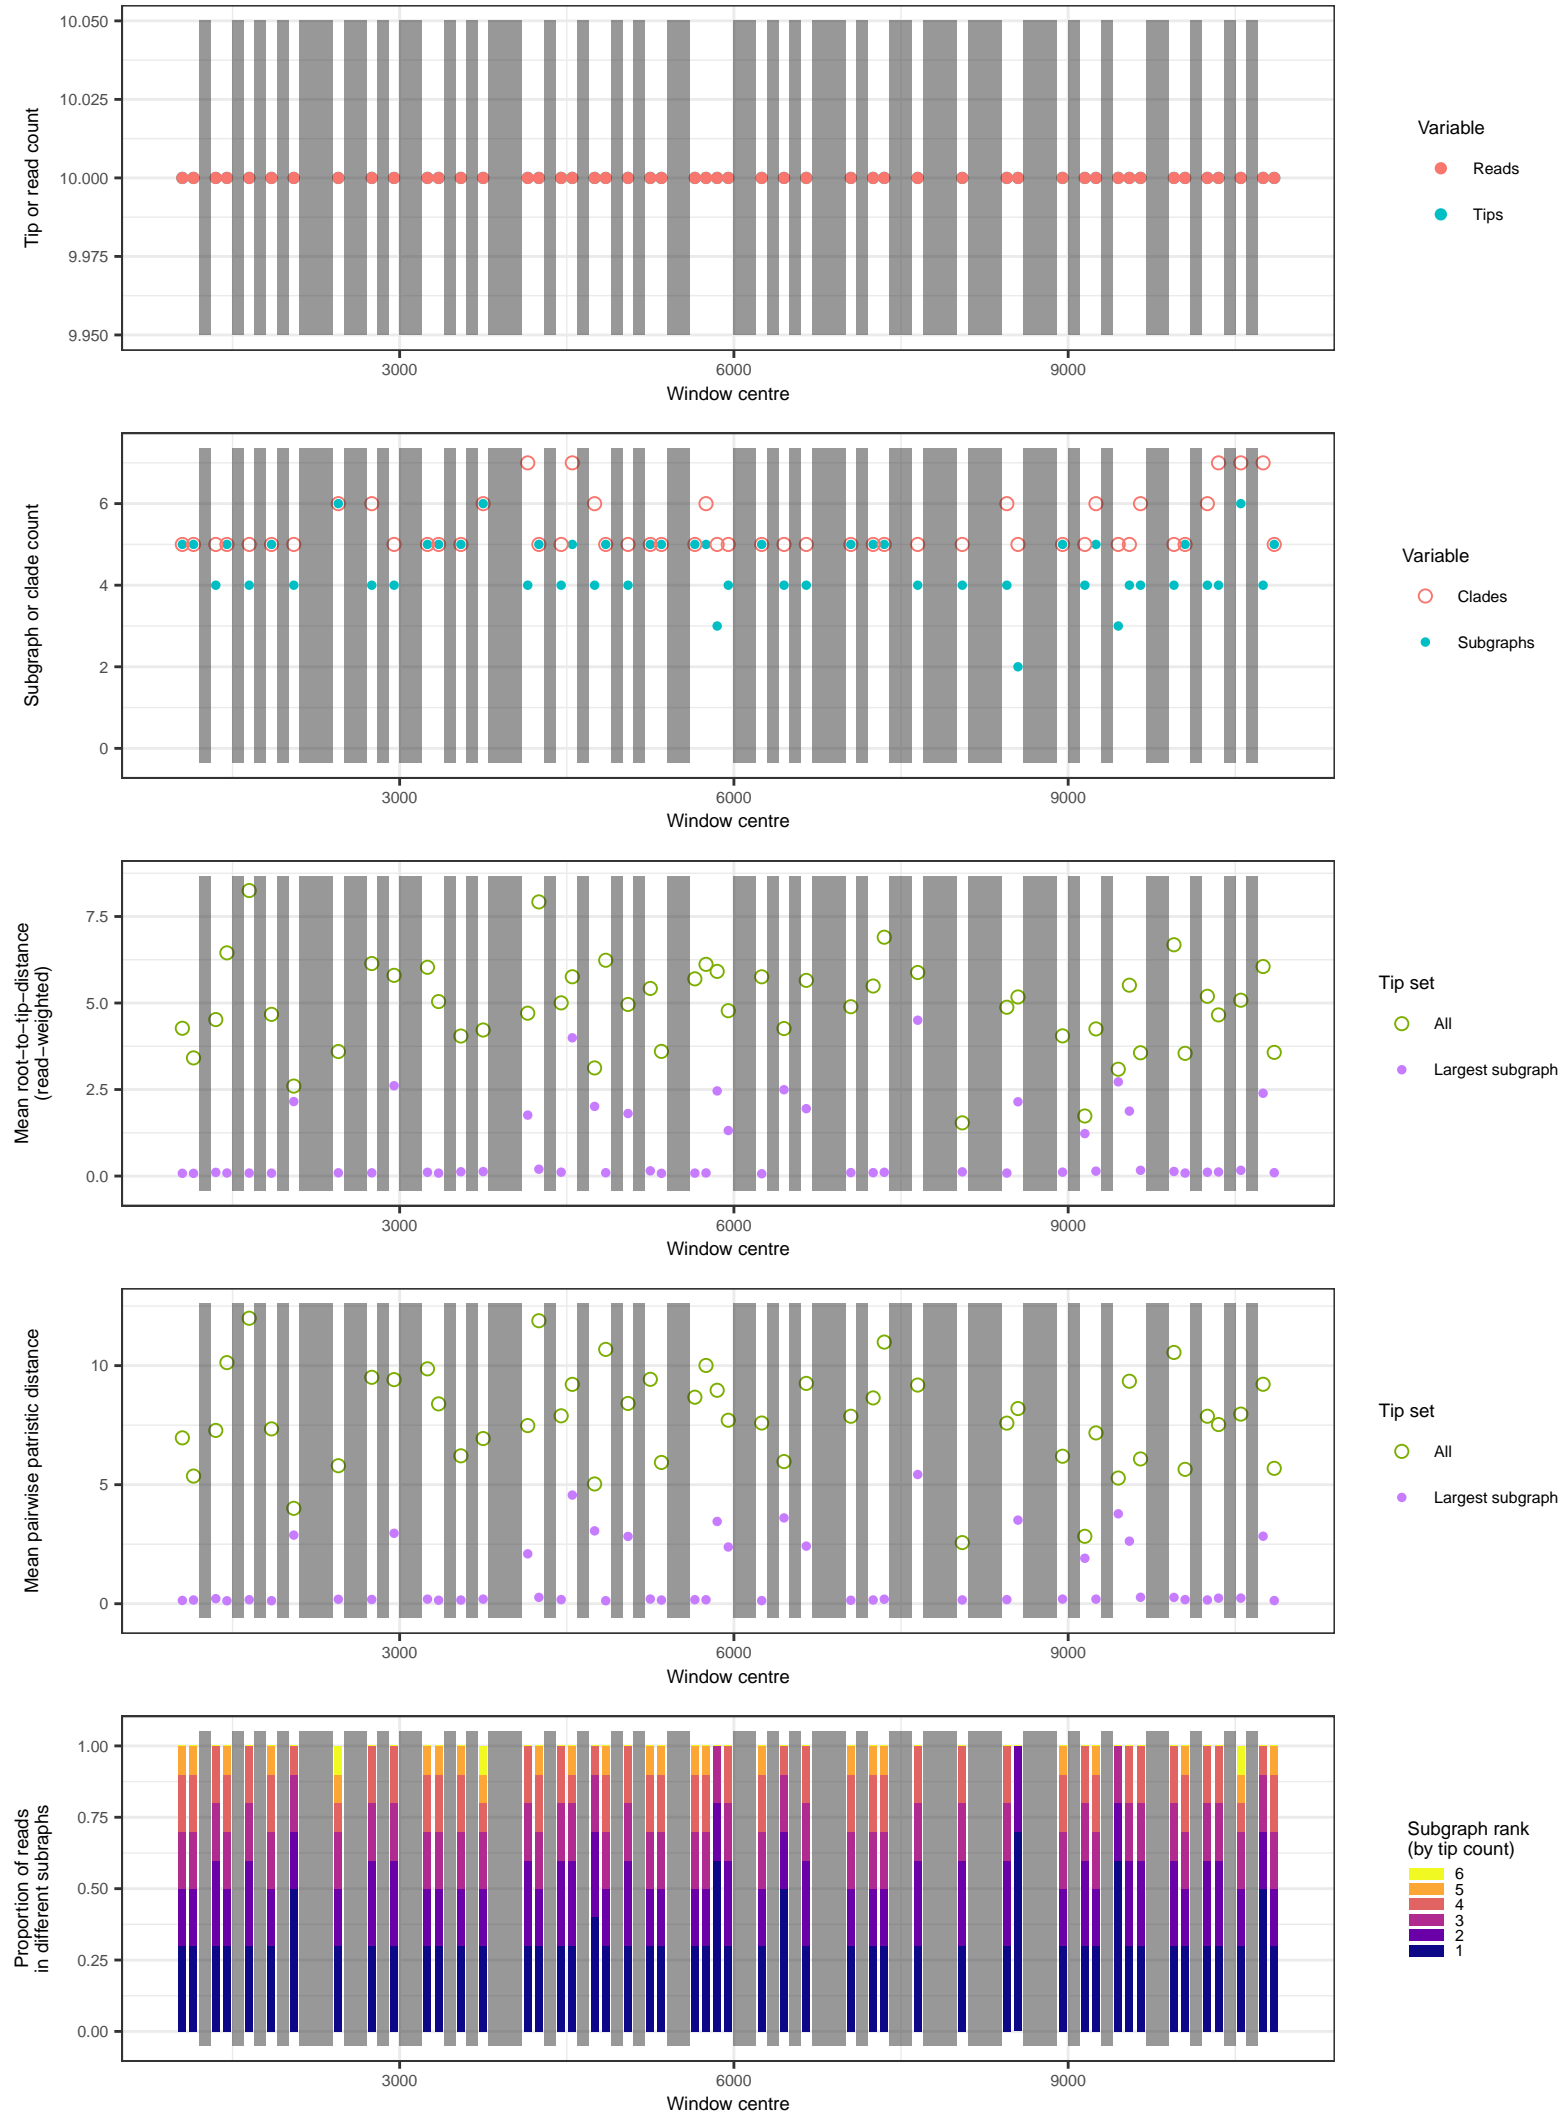 10.050
10.025
10.000
9.975
9.950
Tip or read count
3000
6000
9000
Window centre
Variable
Reads
Tips
6
4
2
0
Subgraph or clade count
3000
6000
9000
Window centre
Variable
Clades
Subgraphs
7.5
5.0
2.5
0.0
Mean root−to−tip−distance
(read−weighted)
3000
6000
9000
Window centre
Tip set
All
Largest subgraph
10
5
0
Mean pairwise patristic distance
3000
6000
9000
Window centre
Tip set
All
Largest subgraph
1.00
0.75
0.50
0.25
0.00
Proportion of reads
in different subraphs
3000
6000
9000
Window centre
Subgraph rank
(by tip count)
6
5
4
3
2
1